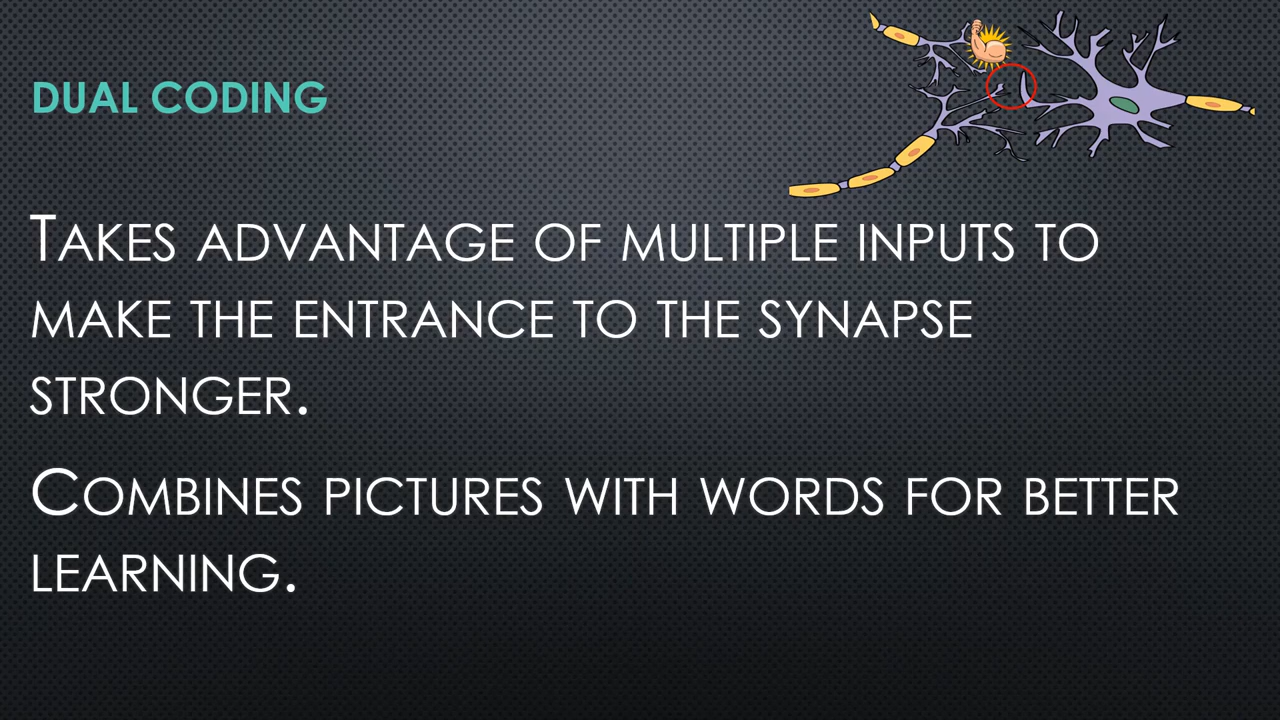 DUAL CODING
TAKES ADVANTAGE OF MULTIPLE INPUTS TO
MAKE THE ENTRANCE TO THE SYNAPSE
STRONGER.
COMBINES PICTURES WITH WORDS FOR BETTER
LEARNING.